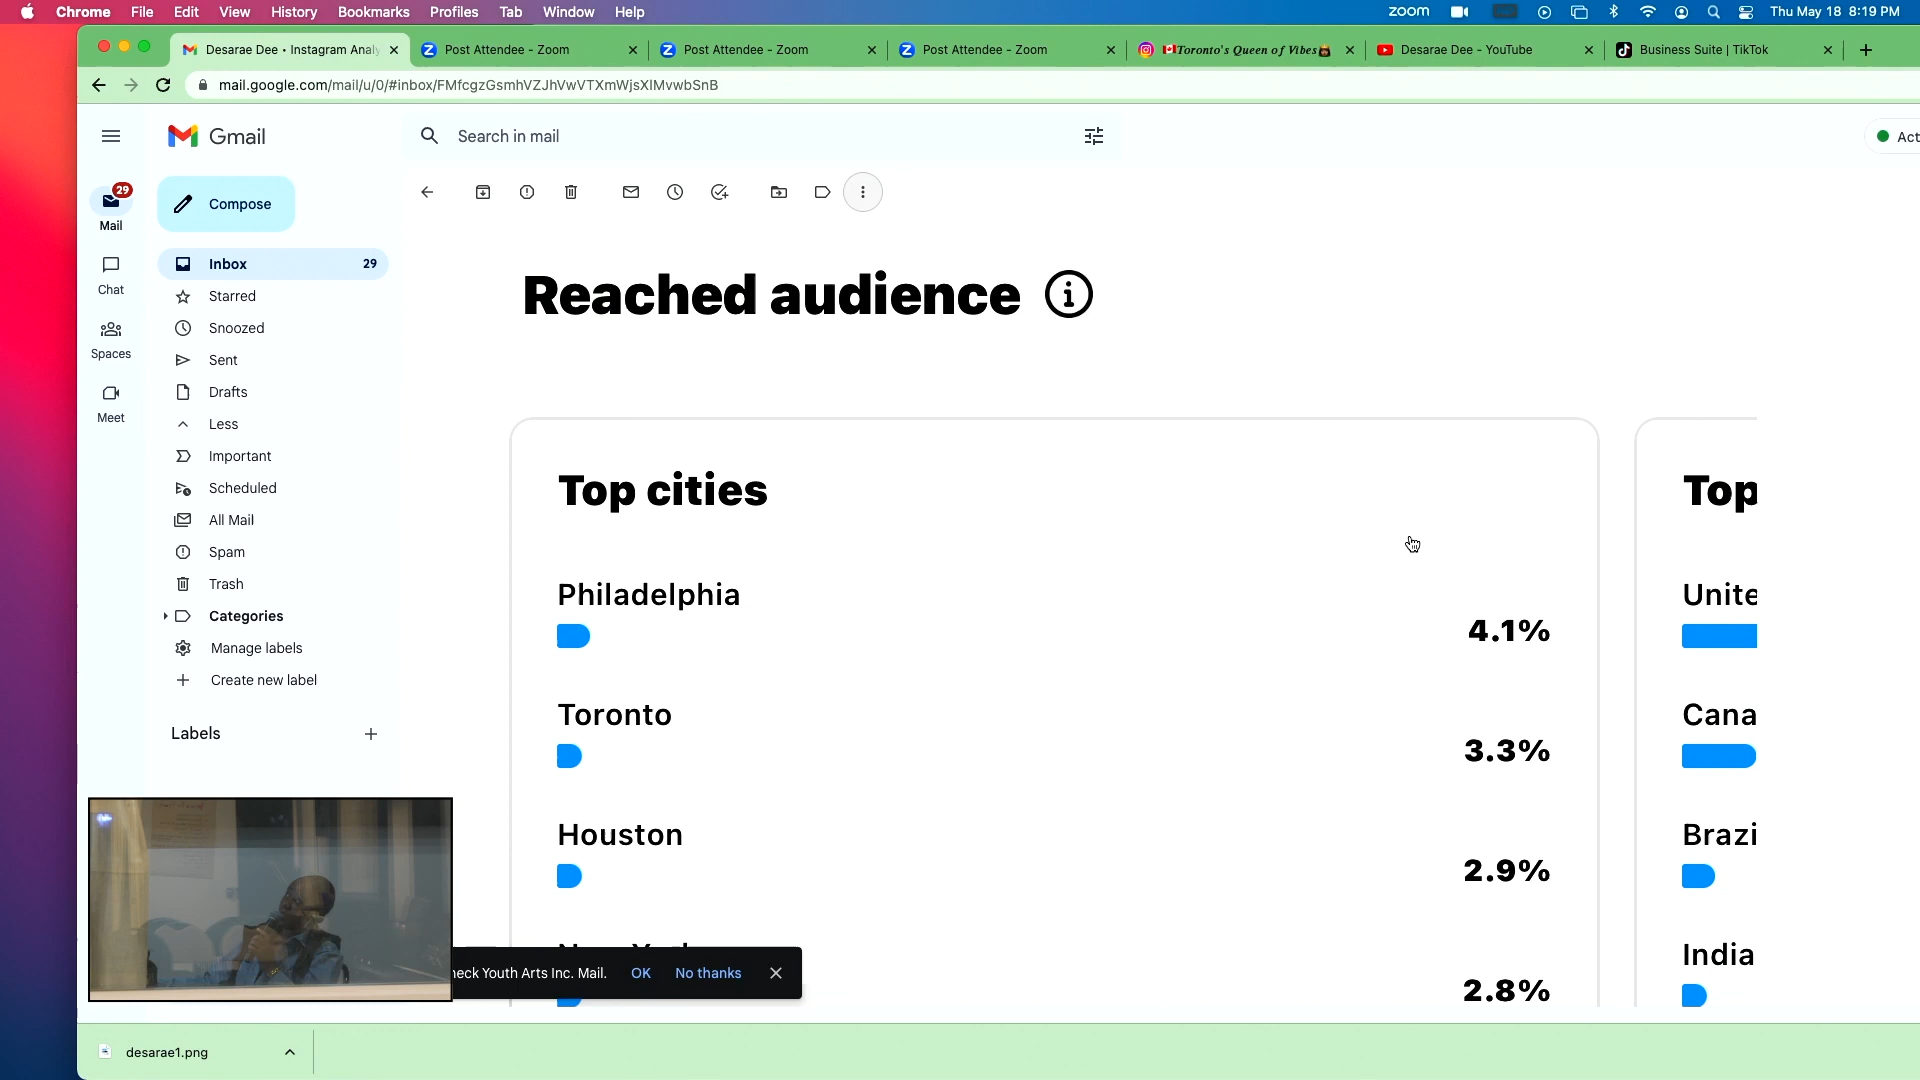 Chrome File Edit View History Bookmarks Profiles Tab Window Help
zoom Thu May 18 8:19 PM
Desarae Dee • Instagram Analy
Post Attendee - Zoom
Post Attendee - Zoom
Post Attendee - Zoom
Toronto's Queen of Vibes
Desarae Dee - YouTube
Business Suite | TikTok
mail.google.com/mail/u/0/#inbox/FMfcgzGsmhVZJhVwVTXmWjsXlMvwbSnB
Gmail
Search in mail
Act
29
Mail
Chat
Spaces
Meet
Compose
Inbox 29
Starred
Snoozed
Sent
Drafts
Less
Important
Scheduled
All Mail
Spam
Trash
Categories
Manage labels
Create new label
Labels
Reached audience
Top cities
Philadelphia
4.1%
Toronto
3.3%
Houston
2.9%
2.8%
Top
Unite
Cana
Brazi
India
heck Youth Arts Inc. Mail. OK No thanks
desarae1.png